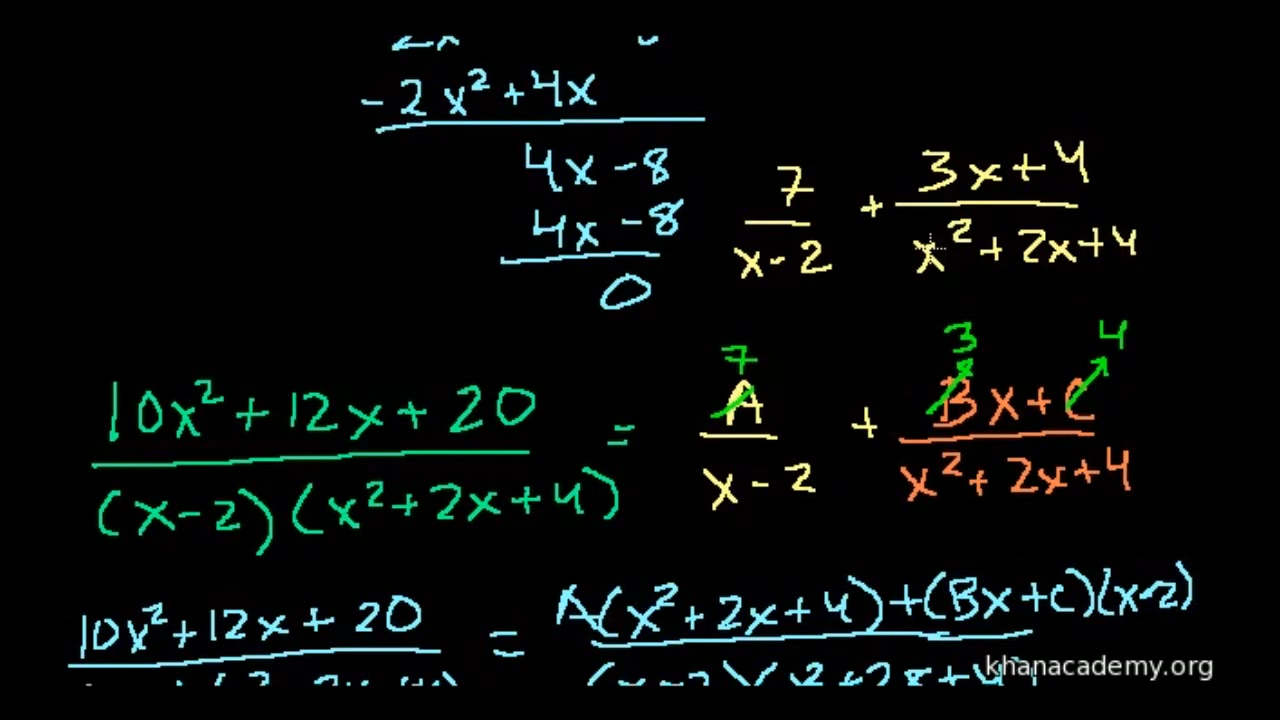 - 2x² + 4x
4x - 8
4x - 8
0
7/(x - 2) + (3x + 4)/(x² + 2x + 4)
7 3 4
(10x² + 12x + 20)/((x - 2)(x² + 2x + 4)) = A/(x - 2) + (Bx + C)/(x² + 2x + 4)
10x² + 12x + 20 = A(x² + 2x + 4) + (Bx + C)(x - 2)
khanacademy.org